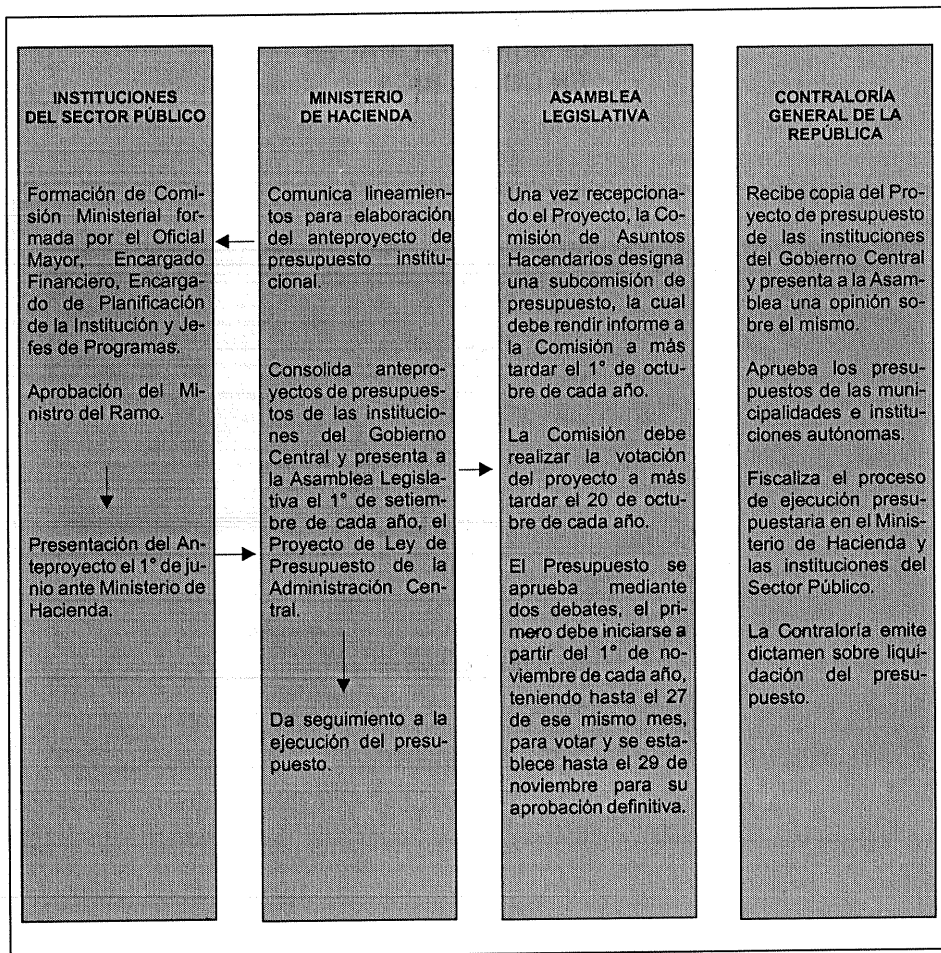 INSTITUCIONES
DEL SECTOR PÚBLICO
Formación de Comi-
sión Ministerial for-
mada por el Oficial
Mayor, Encargado
Financiero, Encarga-
do de Planificación
de la Institución y Je-
fes de Programas.
Aprobación del Mi-
nistro del Ramo.
Presentación del An-
teproyecto el 1° de ju-
nio ante Ministerio de
Hacienda.
MINISTERIO
DE HACIENDA
Comunica lineamien-
tos para elaboración
del anteproyecto de
presupuesto institu-
cional.
Consolida antepro-
yectos de presupues-
tos de las institucio-
nes del Gobierno
Central y presenta a
la Asamblea Legisla-
tiva el 1° de setiem-
bre de cada año, el
Proyecto de Ley de
Presupuesto de la
Administración Cen-
tral.
Da seguimiento a la
ejecución del presu-
puesto.
ASAMBLEA
LEGISLATIVA
Una vez recepciona-
do el Proyecto, la Co-
misión de Asuntos
Hacendarios designa
una subcomisión de
presupuesto, la cual
debe rendir informe a
la Comisión a más
tardar el 1° de octu-
bre de cada año.
La Comisión debe
realizar la votación
del proyecto a más
tardar el 20 de octu-
bre de cada año.
El Presupuesto se
aprueba mediante
dos debates, el pri-
mero debe iniciarse a
partir del 1° de no-
viembre de cada año,
teniendo hasta el 27
de ese mismo mes,
para votar y se esta-
blece hasta el 29 de
noviembre para su
aprobación definitiva.
CONTRALORÍA
GENERAL DE LA
REPÚBLICA
Recibe copia del Pro-
yecto de presupuesto
de las instituciones
del Gobierno Central
y presenta a la Asam-
blea una opinión so-
bre el mismo.
Aprueba los presu-
puestos de las muni-
cipalidades e institu-
ciones autónomas.
Fiscaliza el proceso
de ejecución presu-
puestaria en el Minis-
terio de Hacienda y
las instituciones del
Sector Público.
La Contraloría emite
dictamen sobre liqui-
dación del presu-
puesto.